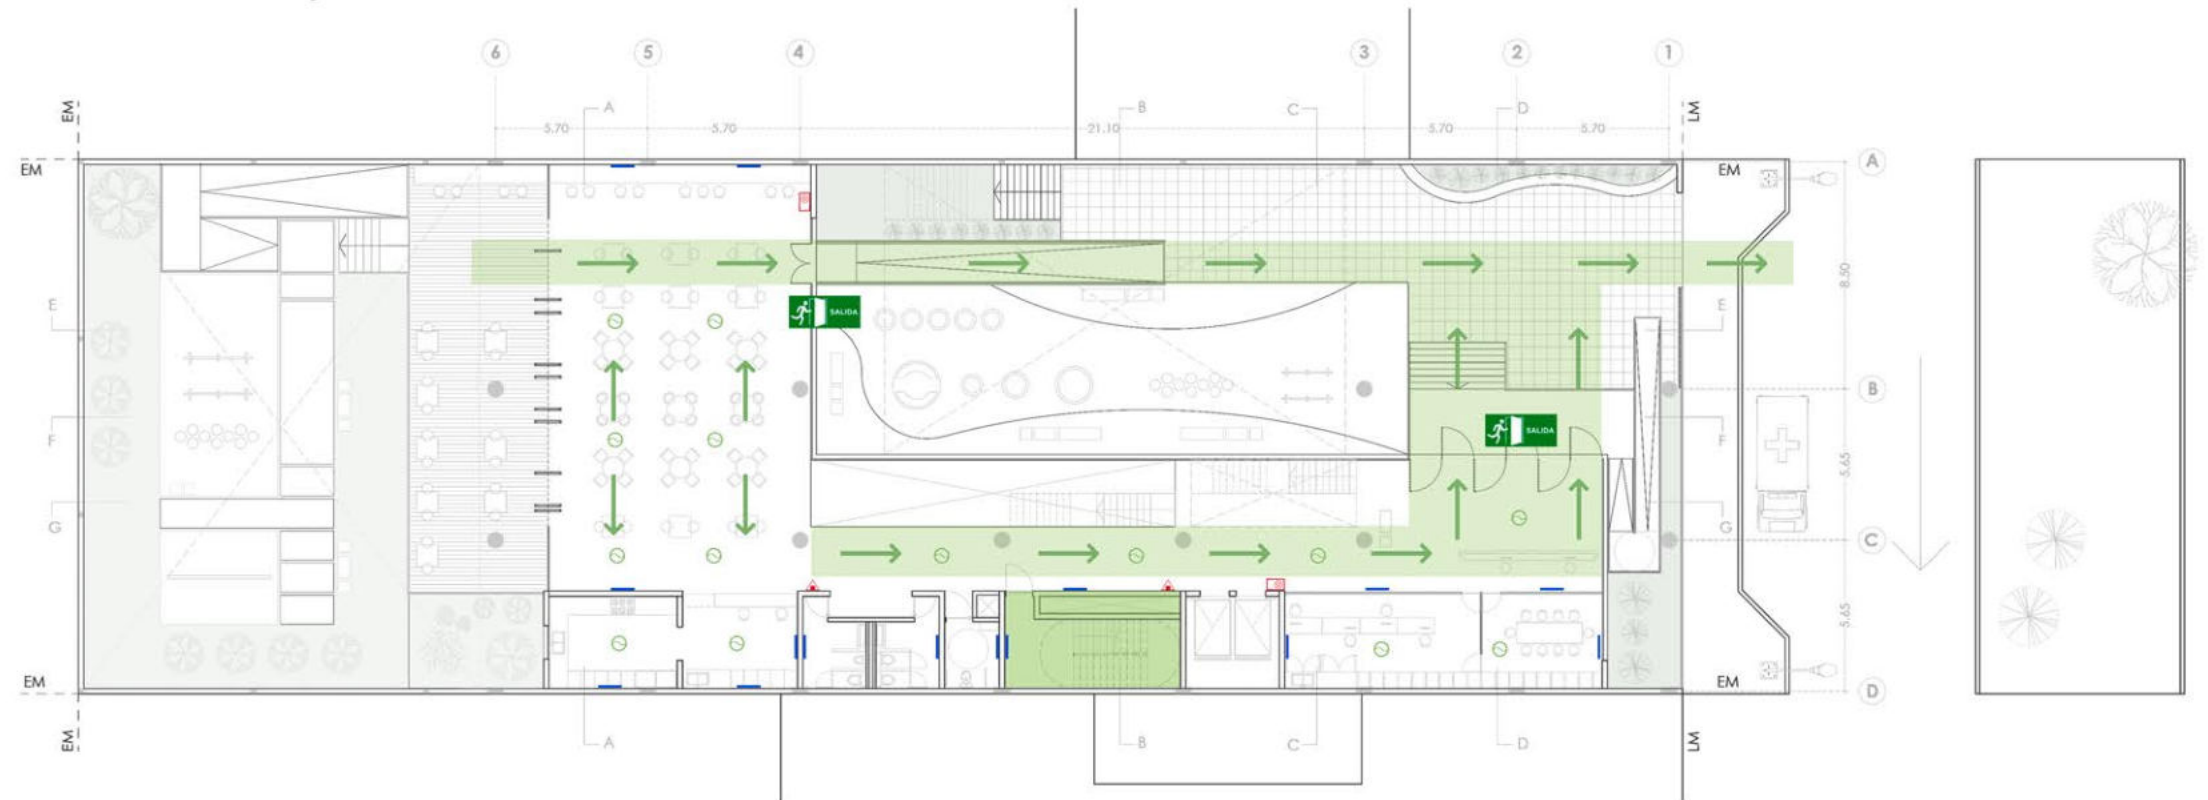 6 5 4 3 2 1
EM A B C D LM
5.70 5.70 21.10 5.70 5.70
EM EM A
8.50
E SALIDA E
B
F SALIDA F
5.65
G G C
5.65
EM EM D
EM A B C D LM